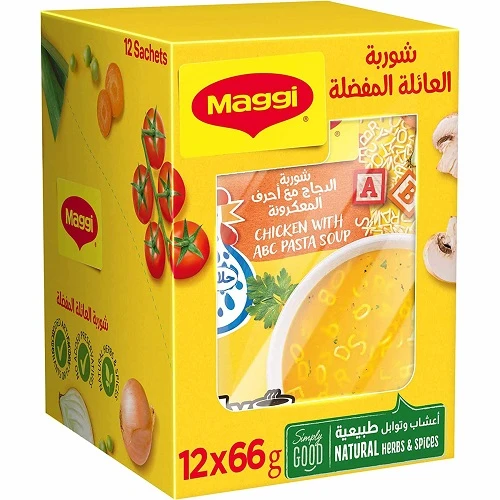 12 Sachets
Maggi
شوربة العائلة المفضلة
Maggi
شوربة
العائلة المفضلة
شوربة
الدجاج مع أحرف
المعكرونة
CHICKEN WITH
ABC PASTA SOUP
A
B
12x66g
Simply
GOOD
أعشاب وتوابل طبيعية
NATURAL HERBS & SPICES